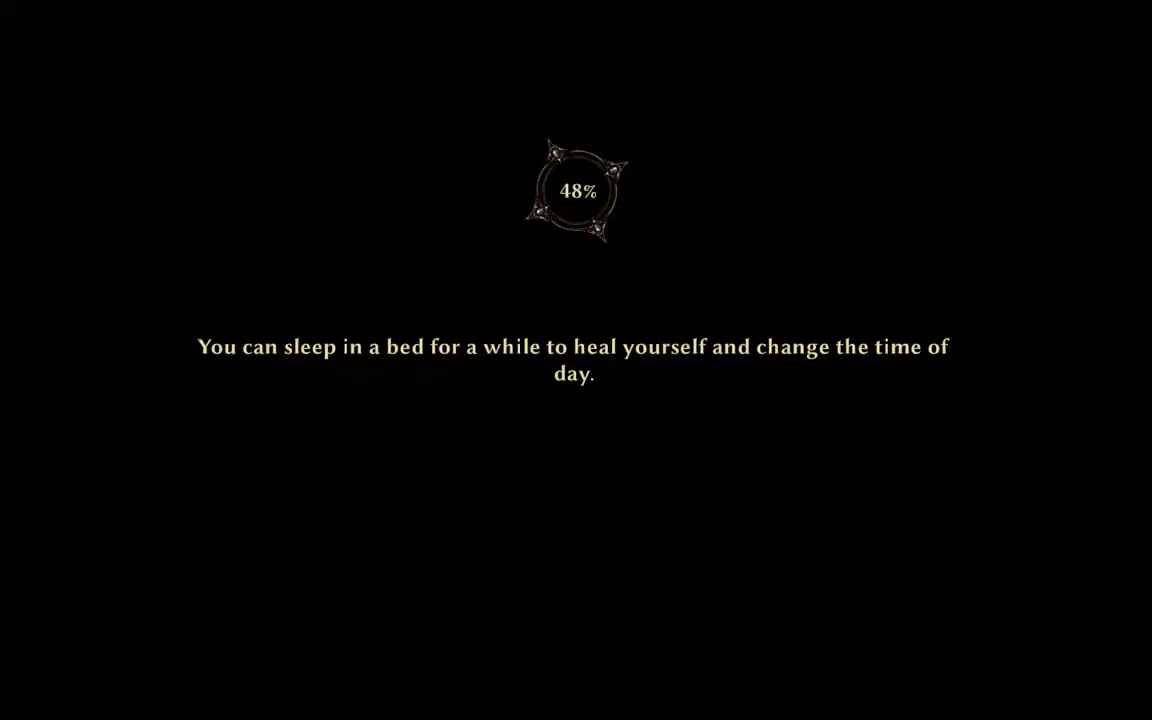 48%
You can sleep in a bed for a while to heal yourself and change the time of
day.